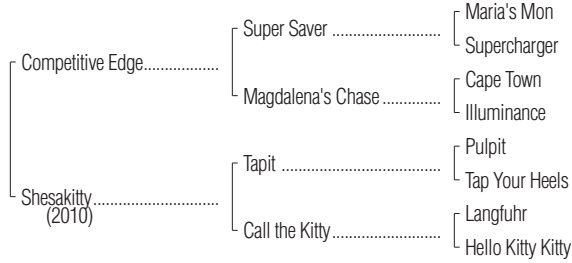 Maria's Mon
Super Saver ....................
Supercharger
Competitive Edge..............
Cape Town
Magdalena's Chase ...........
Illuminance
Pulpit
Tapit ..............................
Tap Your Heels
Shesakitty.......................
(2010)
Langfuhr
Call the Kitty....................
Hello Kitty Kitty